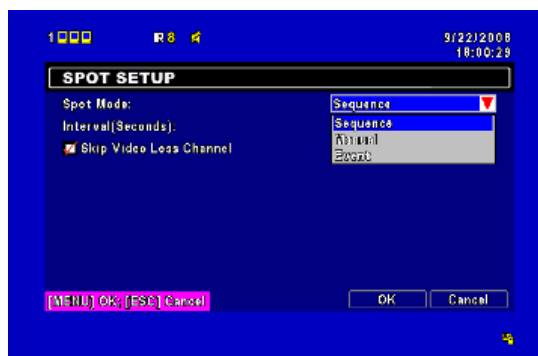 1 R8 9/22/2008
18:00:29
SPOT SETUP
Spot Mode: Sequence
Interval(Seconds): Sequence
Manual
Skip Video Loss Channel Event
[MENU] OK; [ESC] Cancel OK Cancel